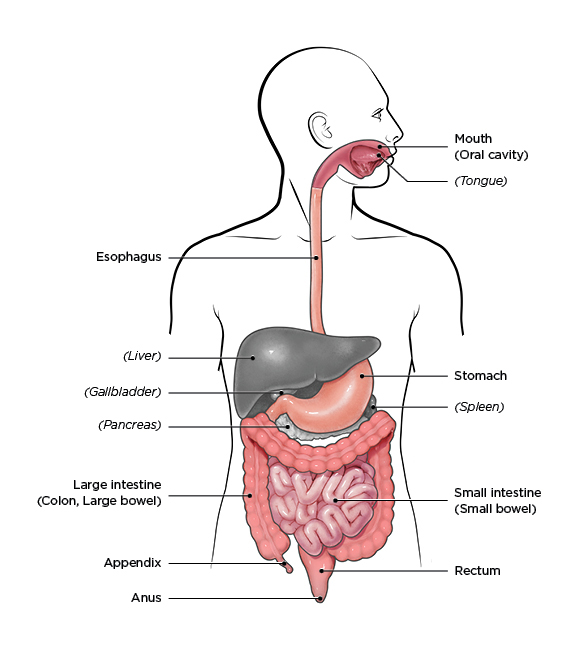 Mouth
(Oral cavity)
(Tongue)
Esophagus
(Liver)
Stomach
(Gallbladder)
(Spleen)
(Pancreas)
Large intestine
(Colon, Large bowel)
Small intestine
(Small bowel)
Appendix
Rectum
Anus